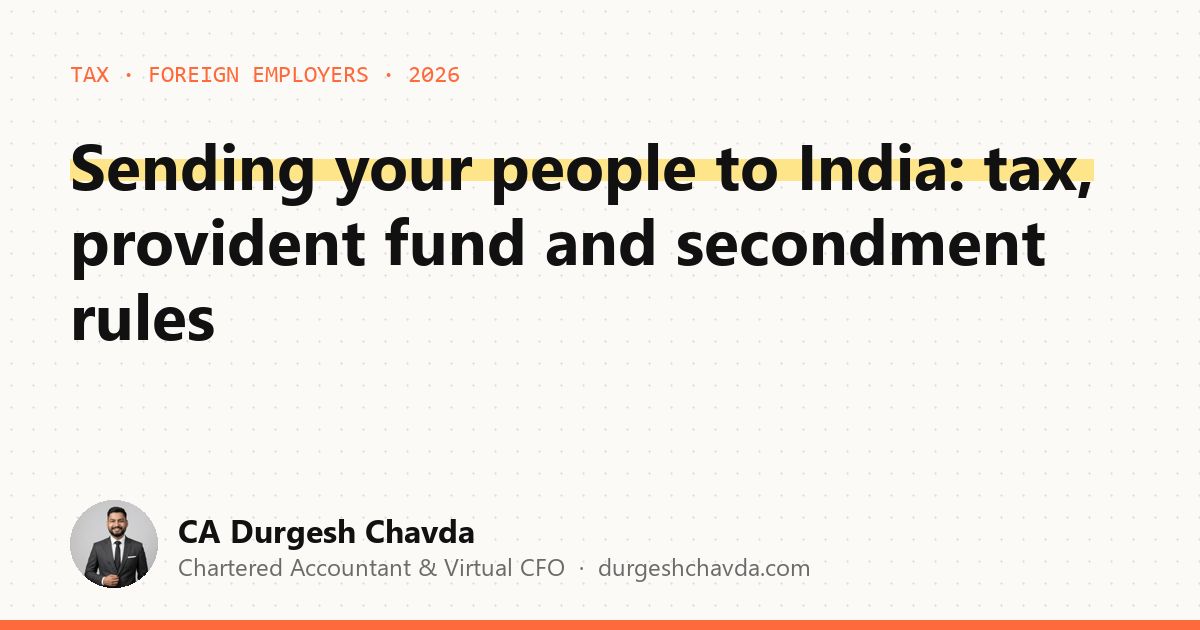 TAX · FOREIGN EMPLOYERS · 2026
Sending your people to India: tax,
provident fund and secondment
rules
CA Durgesh Chavda
Chartered Accountant & Virtual CFO · durgeshchavda.com